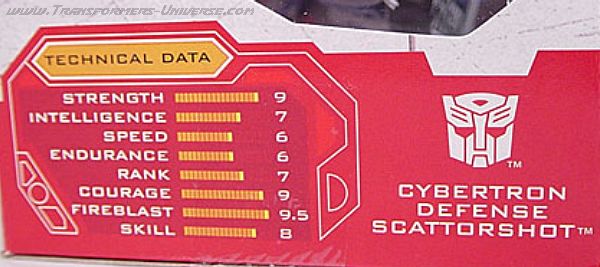 www.Transformers-Universe.com
TECHNICAL DATA
STRENGTH 9
INTELLIGENCE 7
SPEED 6
ENDURANCE 6
RANK 7
COURAGE 9
FIREBLAST 9.5
SKILL 8
TM
CYBERTRON
DEFENSE
SCATTORSHOT™